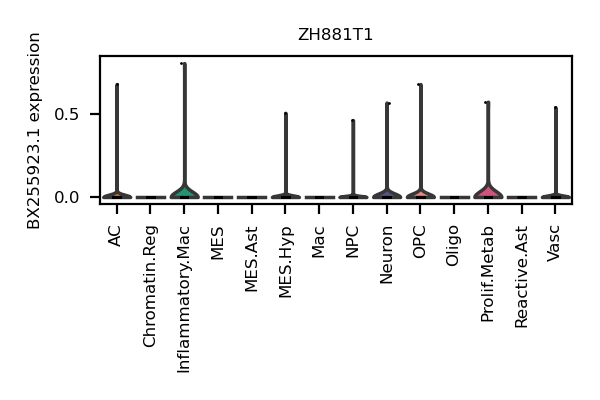 ZH881T1
BX255923.1 expression
0.5
0.0
AC
Chromatin.Reg
Inflammatory.Mac
MES
MES.Ast
MES.Hyp
Mac
NPC
Neuron
OPC
Oligo
Prolif.Metab
Reactive.Ast
Vasc